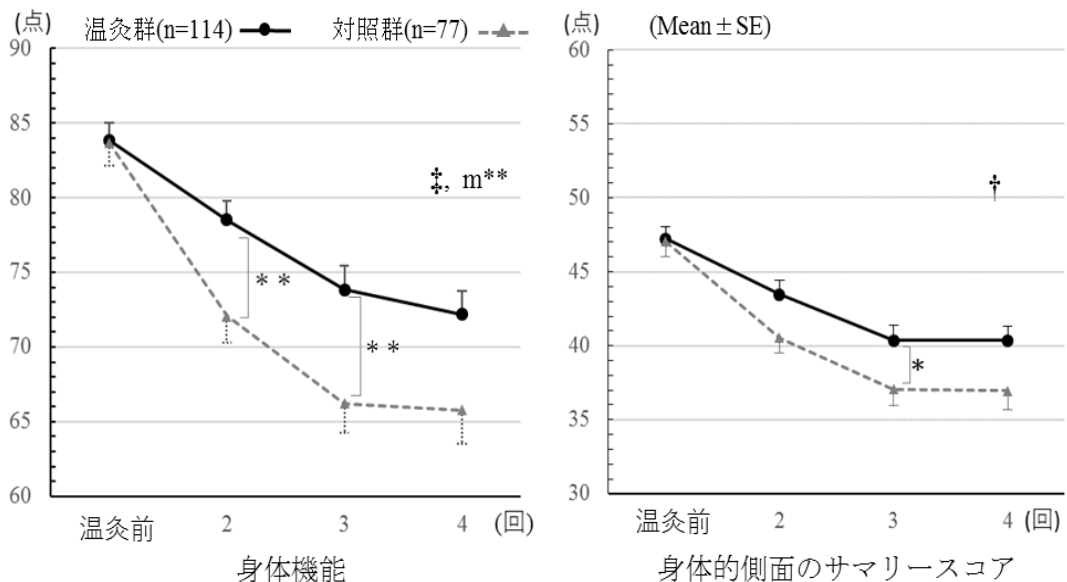 (点) 温灸群(n=114) 対照群(n=77)
90
85
80
75
70
65
60
‡, m**
**
**
温灸前 2 3 4 (回)
身体機能
(点) (Mean±SE)
60
55
50
45
40
35
30
†
*
温灸前 2 3 4 (回)
身体的側面のサマリースコア